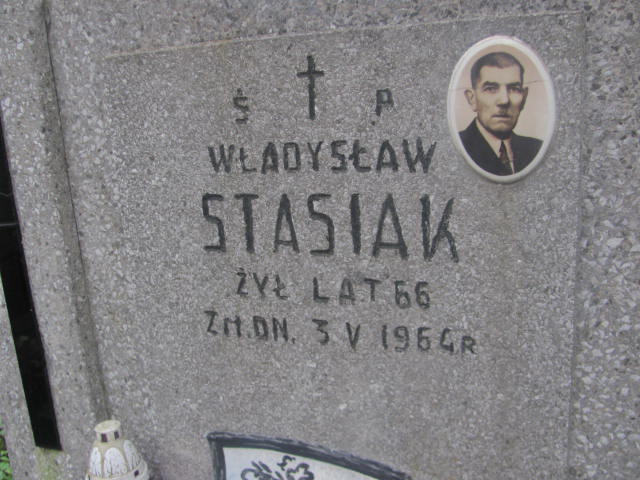 Ś P.
WŁADYSŁAW
STASIAK
ŻYŁ LAT 66
ZM. DN. 3 V 1964 R